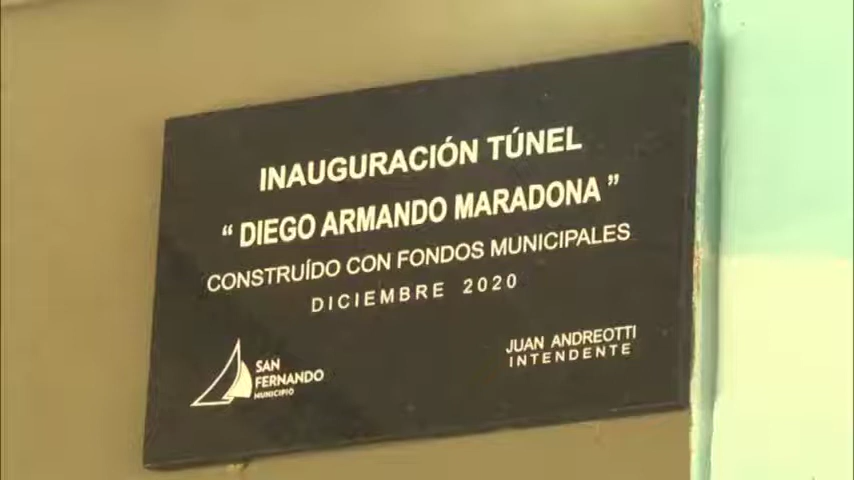 INAUGURACIÓN TÚNEL
“ DIEGO ARMANDO MARADONA ”
CONSTRUÍDO CON FONDOS MUNICIPALES
DICIEMBRE 2020
SAN
FERNANDO
MUNICIPIO
JUAN ANDREOTTI
INTENDENTE